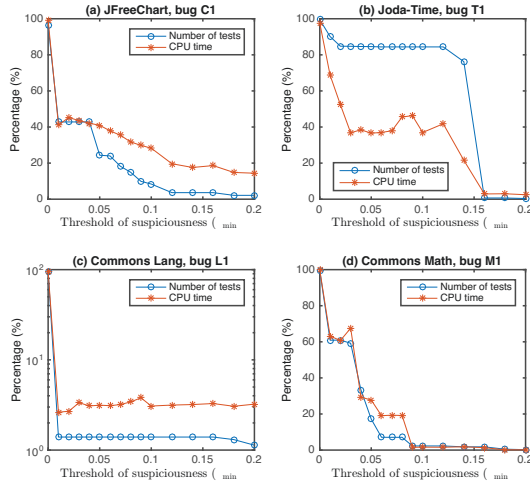 (a) JFreeChart, bug C1
(b) Joda-Time, bug T1
100
80
60
40
20
0
Percentage (%)
Number of tests
CPU time
0
0.05
0.1
0.15
0.2
Threshold of suspiciousness (
min
100
80
60
40
20
0
Percentage (%)
Number of tests
CPU time
0
0.05
0.1
0.15
0.2
Threshold of suspiciousness (
min
(c) Commons Lang, bug L1
(d) Commons Math, bug M1
10²
10¹
10⁰
Percentage (%)
Number of tests
CPU time
0
0.05
0.1
0.15
0.2
Threshold of suspiciousness (
min
100
80
60
40
20
0
Percentage (%)
Number of tests
CPU time
0
0.05
0.1
0.15
0.2
Threshold of suspiciousness (
min